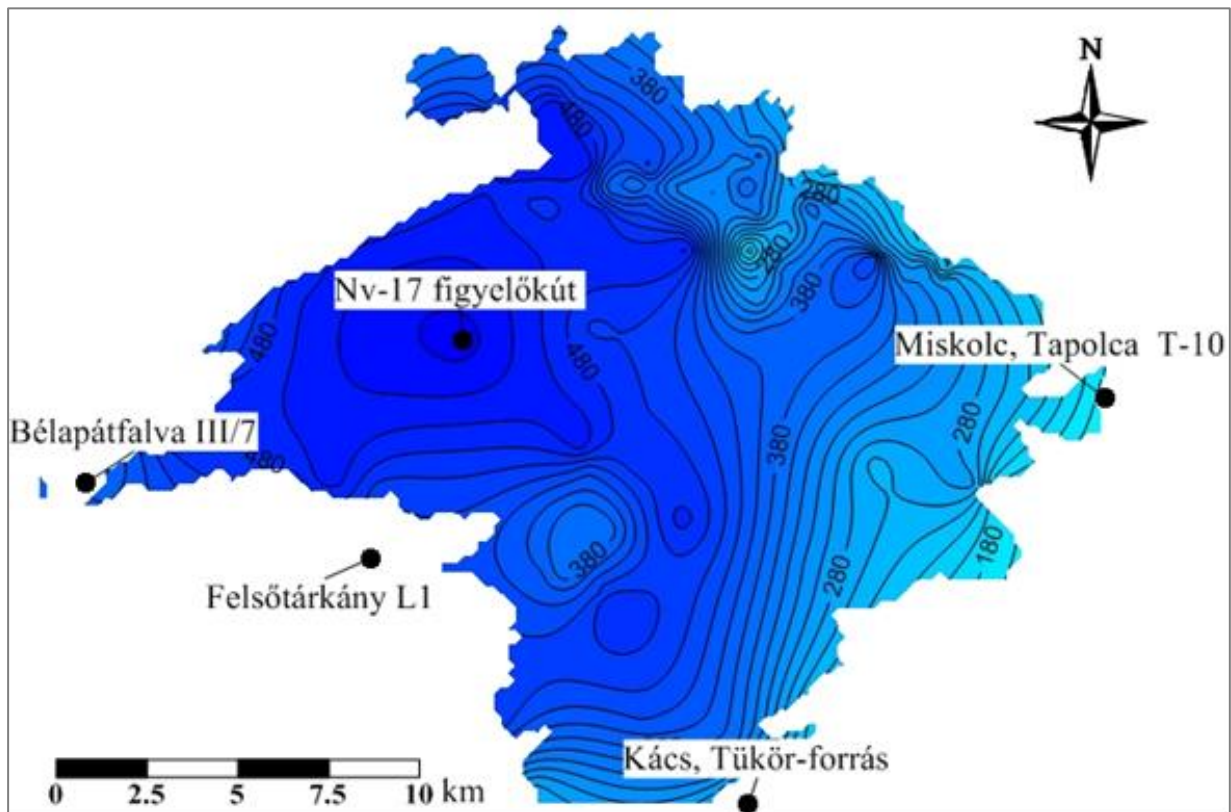 N
380
480
280
280
Nv-17 figyelőkút
380
480
480
Miskolc, Tapolca T-10
280
380
Bélapátfalva III/7
480
380
180
280
Felsőtárkány L1
Kács, Tükör-forrás
0 2.5 5 7.5 10 km